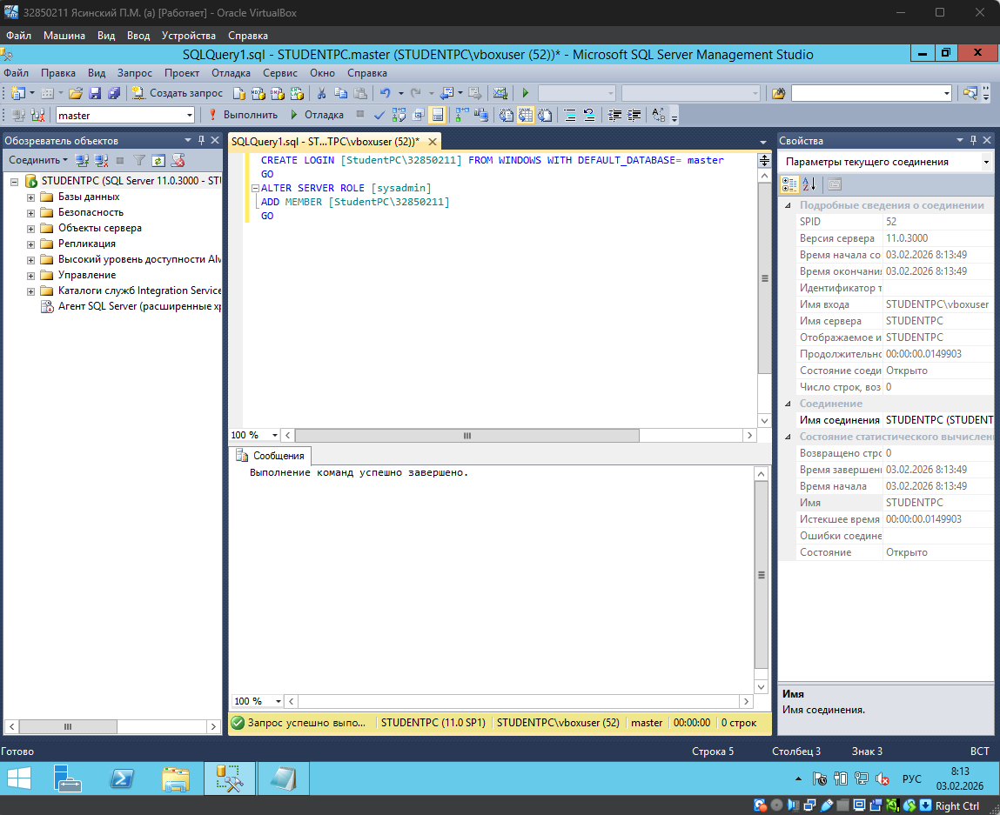 32850211 Ясинский П.М. (а) [Работает] - Oracle VirtualBox
Файл Машина Вид Ввод Устройства Справка
SQLQuery1.sql - STUDENTPC.master (STUDENTPC\vboxuser (52))* - Microsoft SQL Server Management Studio
Файл Правка Вид Запрос Проект Отладка Сервис Окно Справка
Создать запрос
master Выполнить Отладка
Обозреватель объектов
Соединить
STUDENTPC (SQL Server 11.0.3000 - STU
Базы данных
Безопасность
Объекты сервера
Репликация
Высокий уровень доступности Alw
Управление
Каталоги служб Integration Service
Агент SQL Server (расширенные хр
SQLQuery1.sql - ST...TPC\vboxuser (52))*
CREATE LOGIN [StudentPC\32850211] FROM WINDOWS WITH DEFAULT_DATABASE= master
GO
ALTER SERVER ROLE [sysadmin]
ADD MEMBER [StudentPC\32850211]
GO
100 %
Сообщения
Выполнение команд успешно завершено.
100 %
Запрос успешно выпо... STUDENTPC (11.0 SP1) STUDENTPC\vboxuser (52) master 00:00:00 0 строк
Свойства
Параметры текущего соединения
Подробные сведения о соединении
SPID 52
Версия сервера 11.0.3000
Время начала со 03.02.2026 8:13:49
Время окончани 03.02.2026 8:13:49
Идентификатор т
Имя входа STUDENTPC\vboxuser
Имя сервера STUDENTPC
Отображаемое и STUDENTPC
Продолжительно 00:00:00.0149903
Состояние соеди Открыто
Число строк, воз 0
Соединение
Имя соединения STUDENTPC (STUDENT
Состояние статистического вычислен
Возвращено стро 0
Время завершен 03.02.2026 8:13:49
Время начала 03.02.2026 8:13:49
Имя STUDENTPC
Истекшее время 00:00:00.0149903
Ошибки соедине
Состояние Открыто
Имя
Имя соединения.
Готово Строка 5 Столбец 3 Знак 3 ВСТ
РУС 8:13
03.02.2026
Right Ctrl